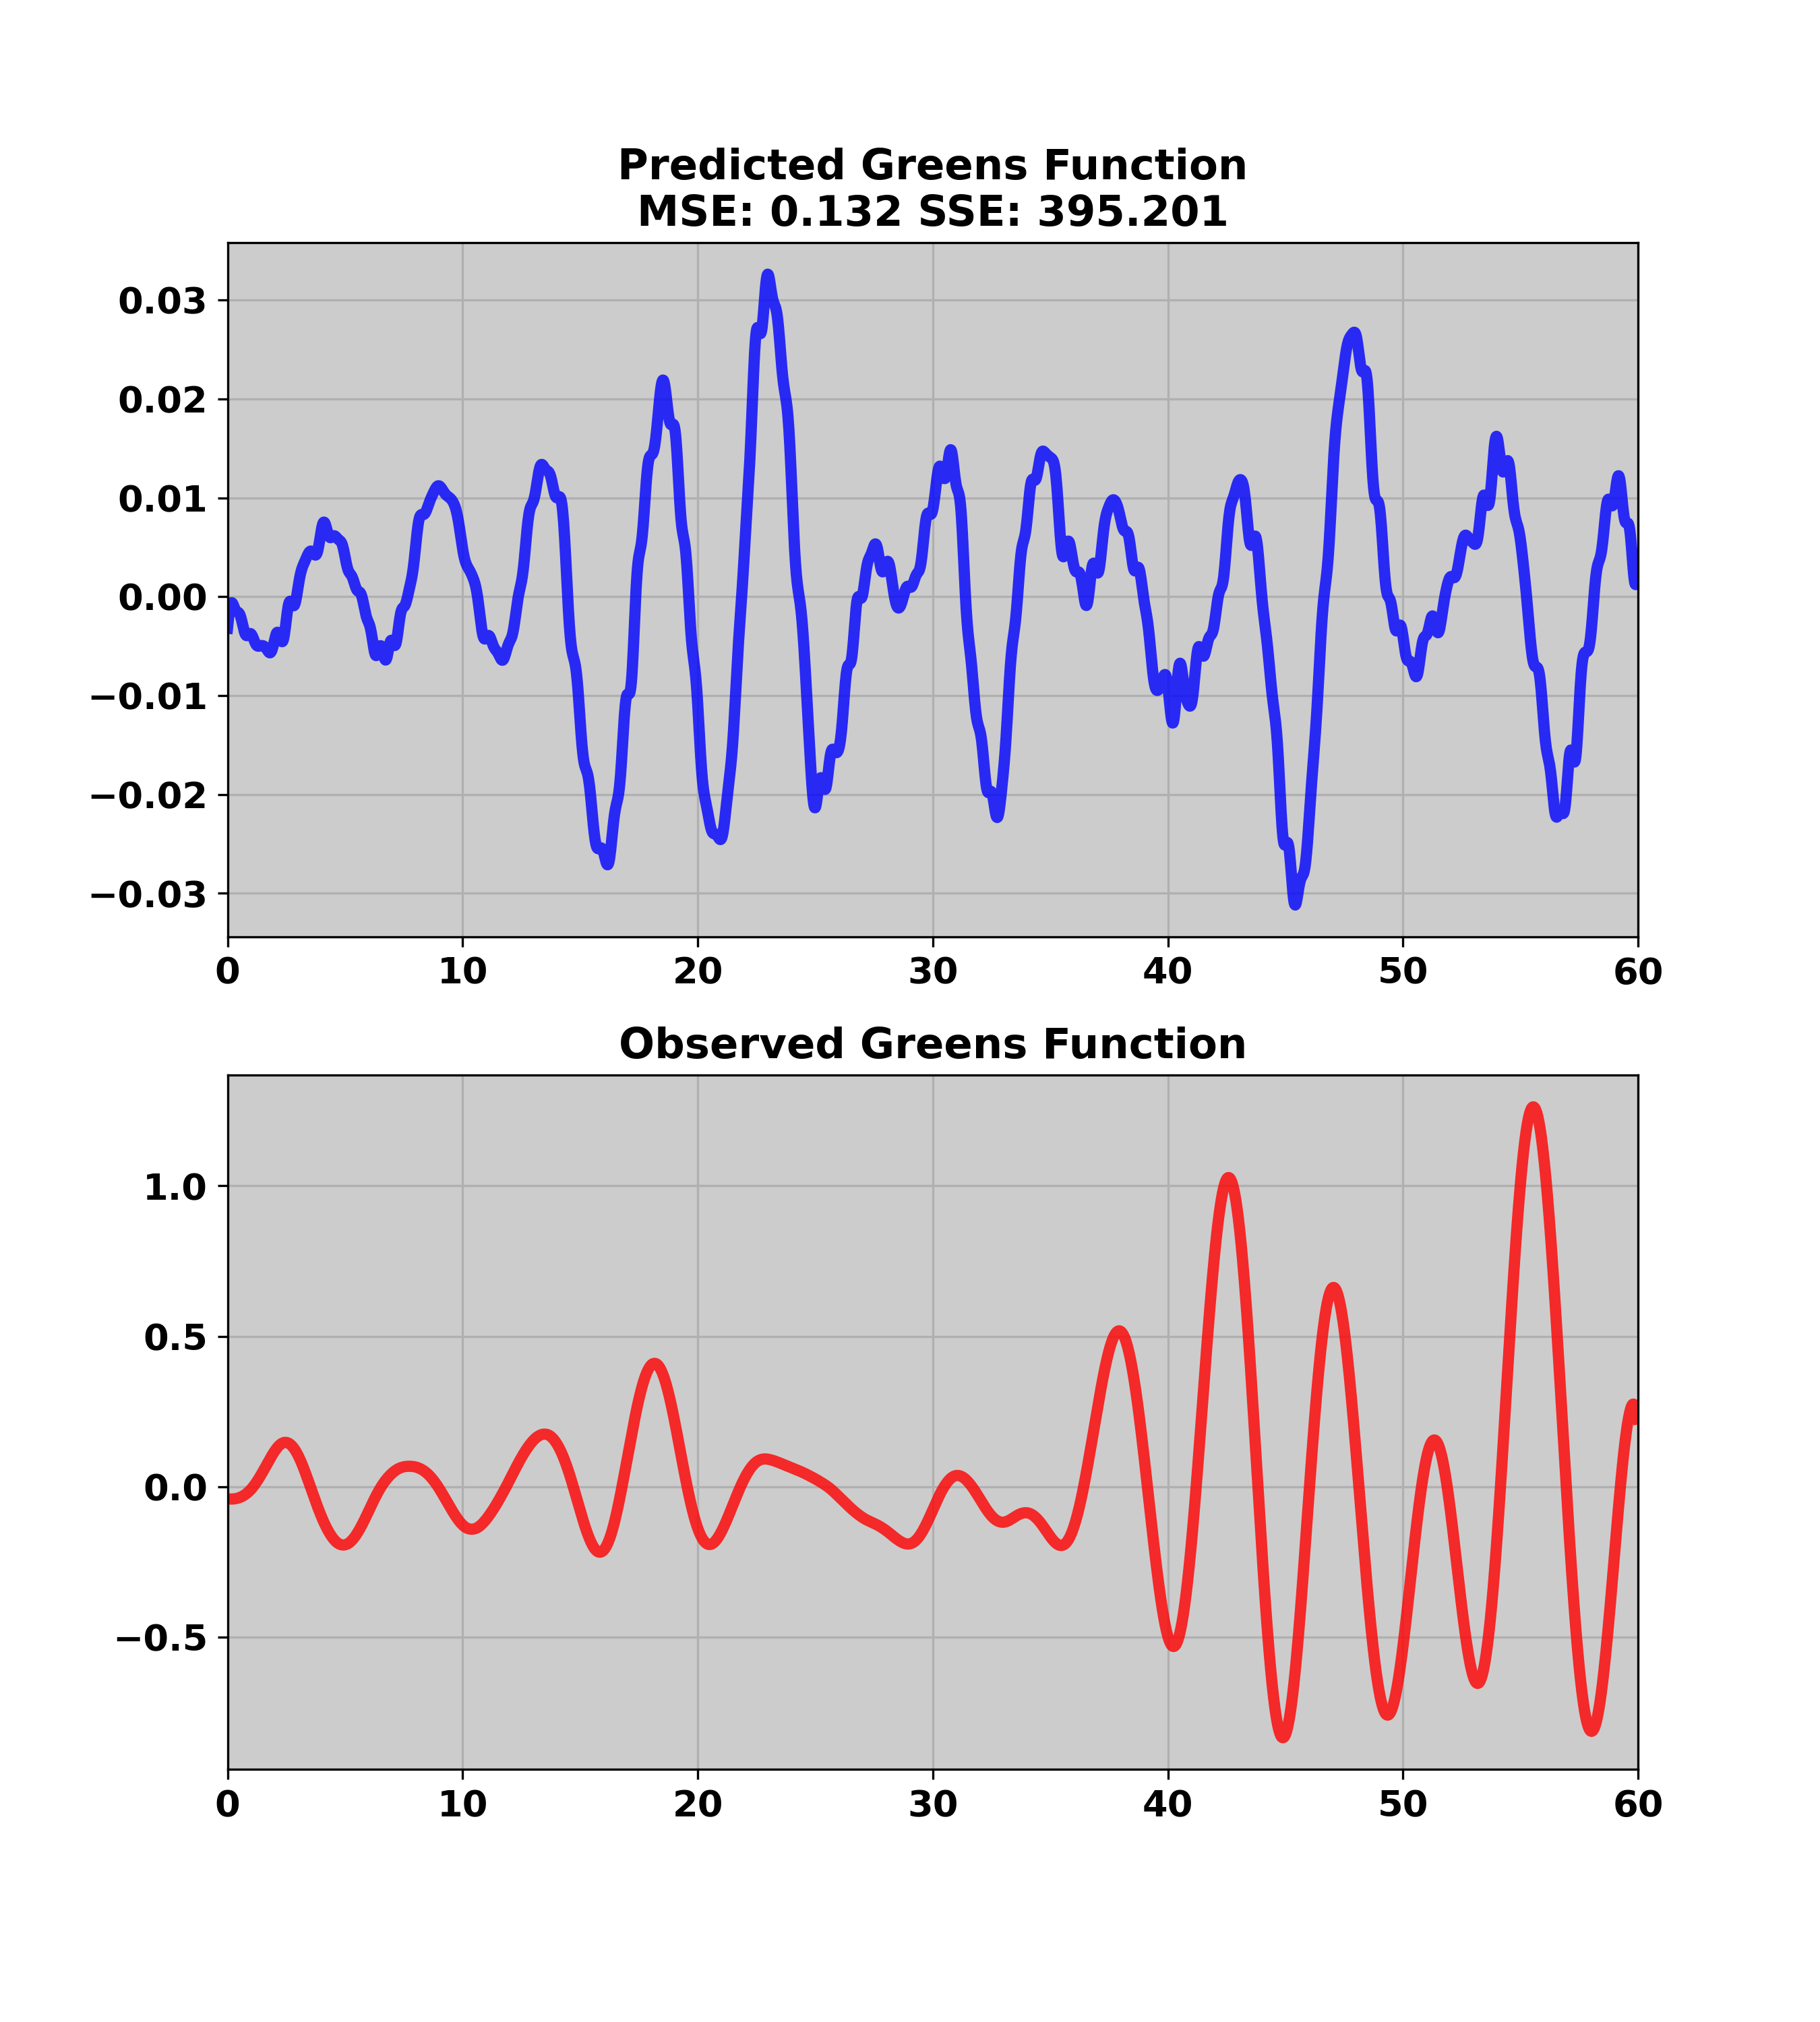 Predicted Greens Function
MSE: 0.132 SSE: 395.201
0.03
0.02
0.01
0.00
−0.01
−0.02
−0.03
0 10 20 30 40 50 60
Observed Greens Function
1.0
0.5
0.0
−0.5
0 10 20 30 40 50 60